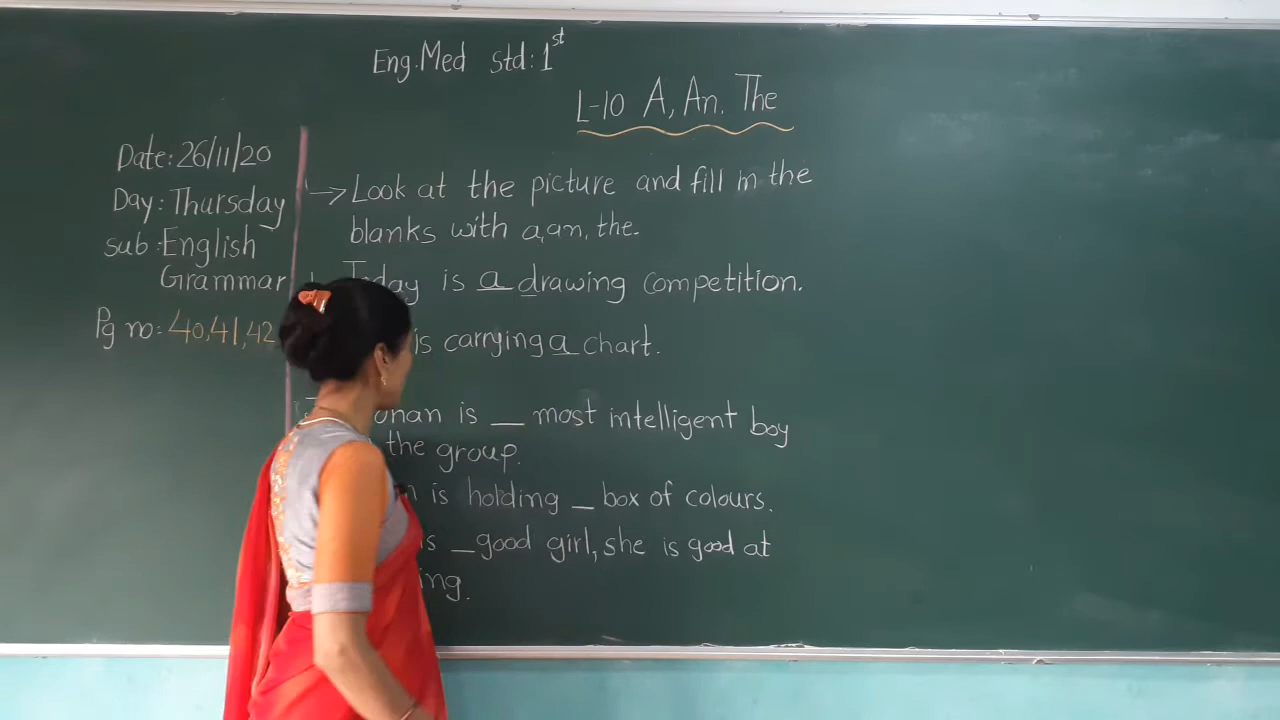 Eng.Med std: 1st
L-10 A, An. The
Date: 26/11/20
Day: Thursday
sub: English
Grammar
Pg no: 40,41,42
→ Look at the picture and fill in the
blanks with a,an, the.
Today is a drawing competition.
is carrying a chart.
is _ most intelligent boy
the group.
is holding _ box of colours.
is _ good girl, she is good at